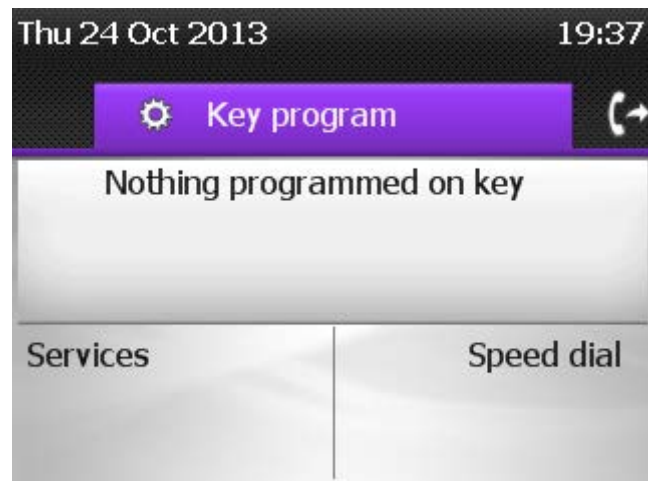 Thu 24 Oct 2013 19:37
Key program
Nothing programmed on key
Services Speed dial